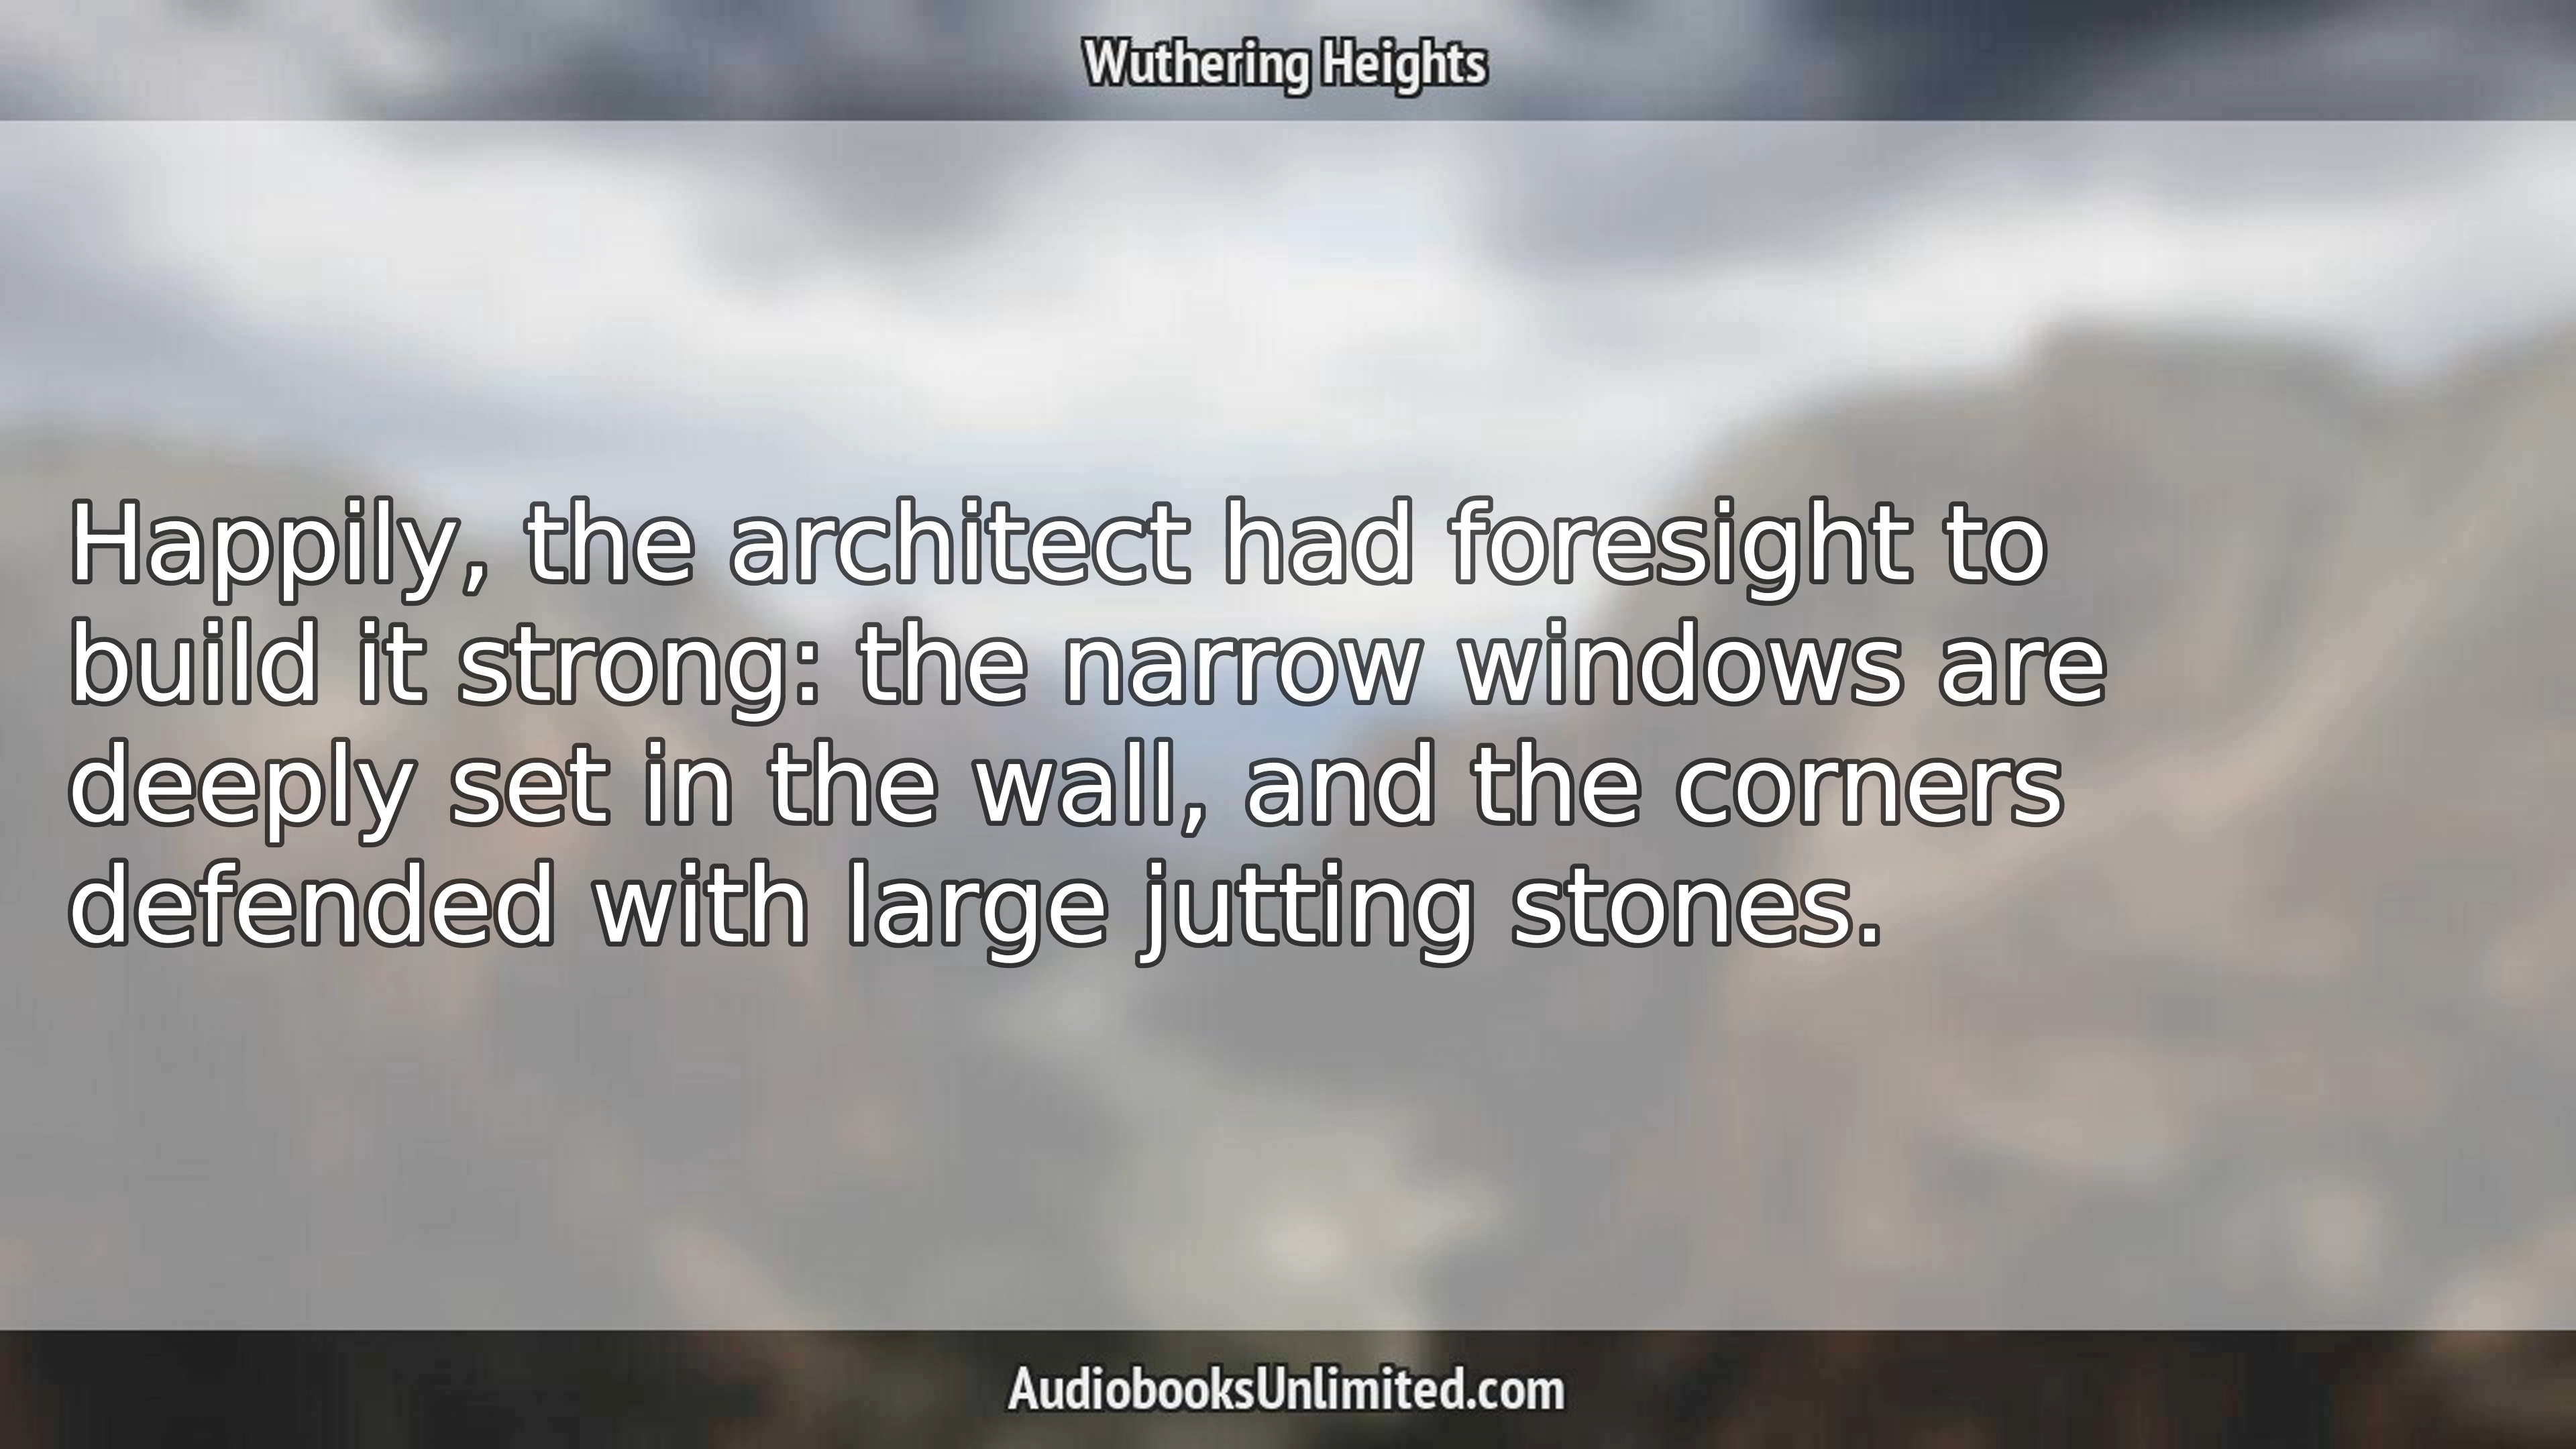 Wuthering Heights
Happily, the architect had foresight to
build it strong: the narrow windows are
deeply set in the wall, and the corners
defended with large jutting stones.
AudiobooksUnlimited.com